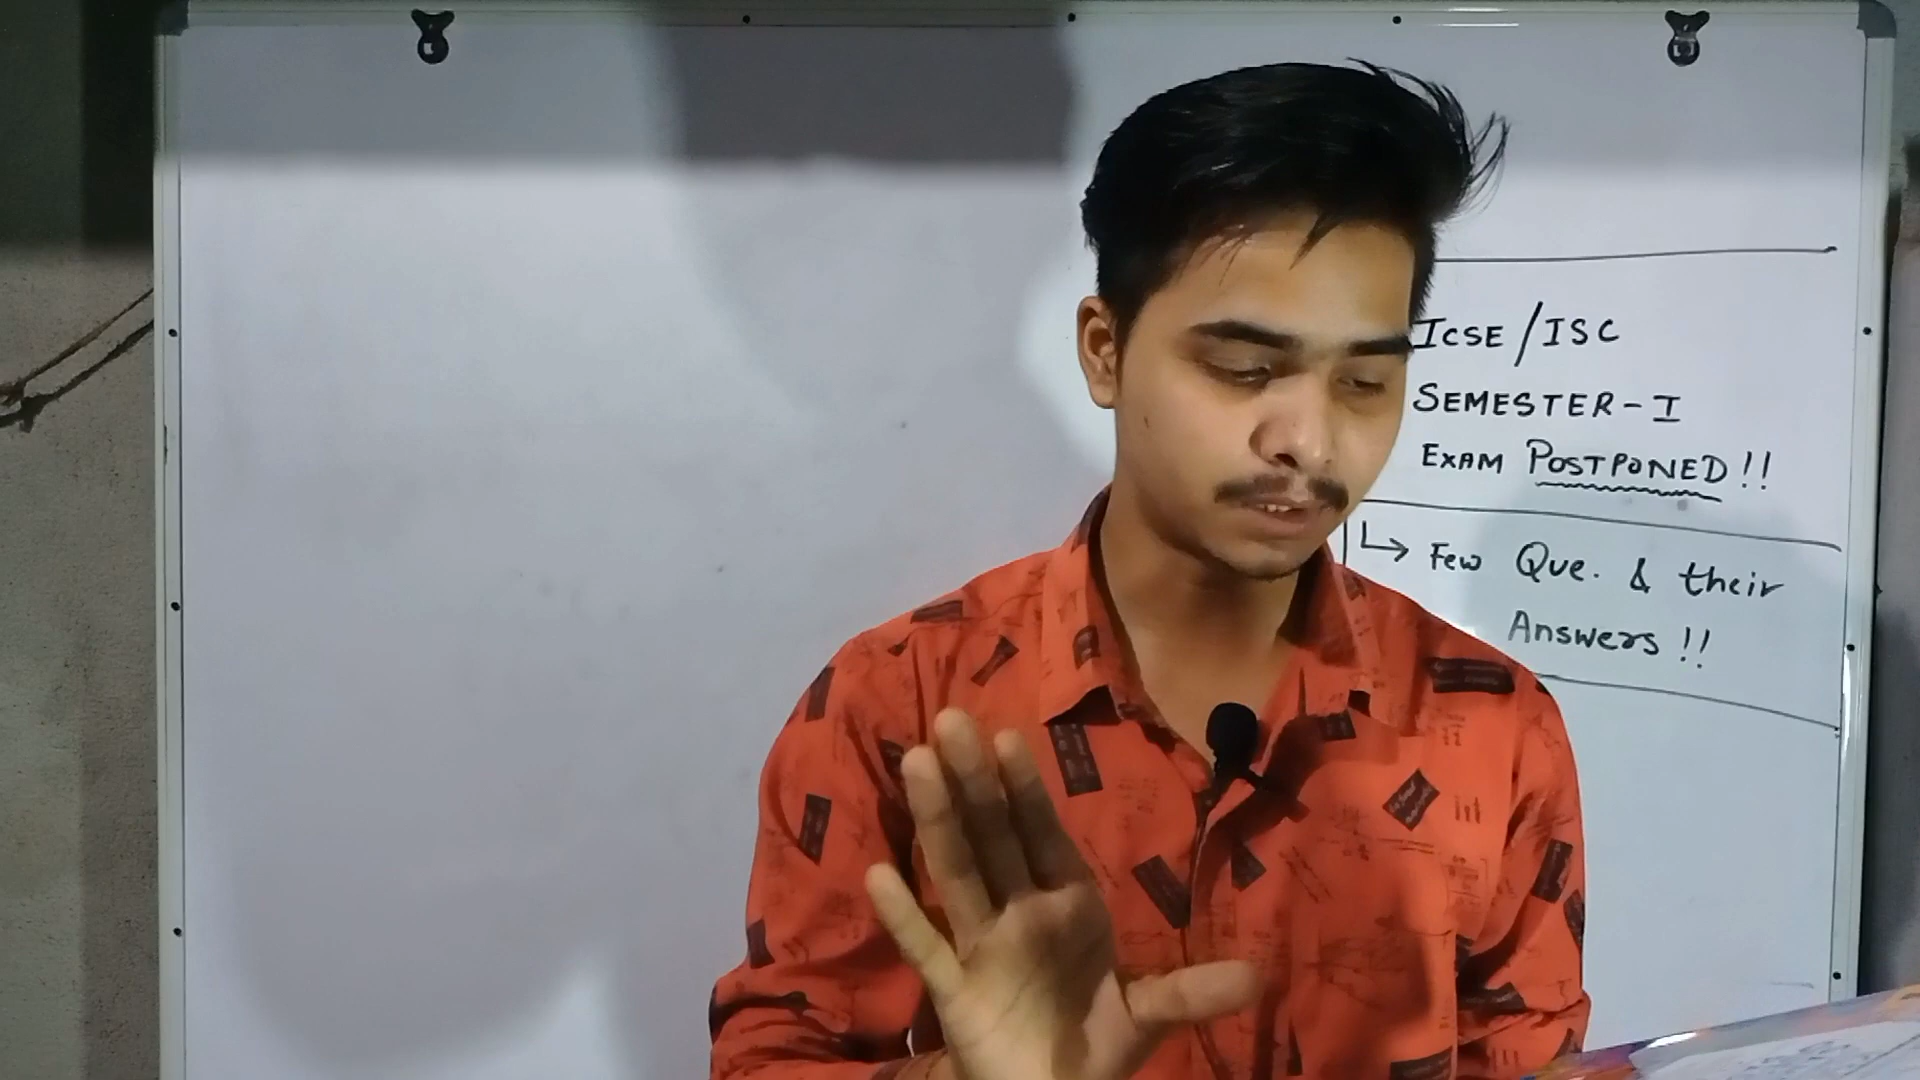 ICSE/ISC
SEMESTER-I
EXAM POSTPONED!!
↳ Few Que. & their
Answers!!